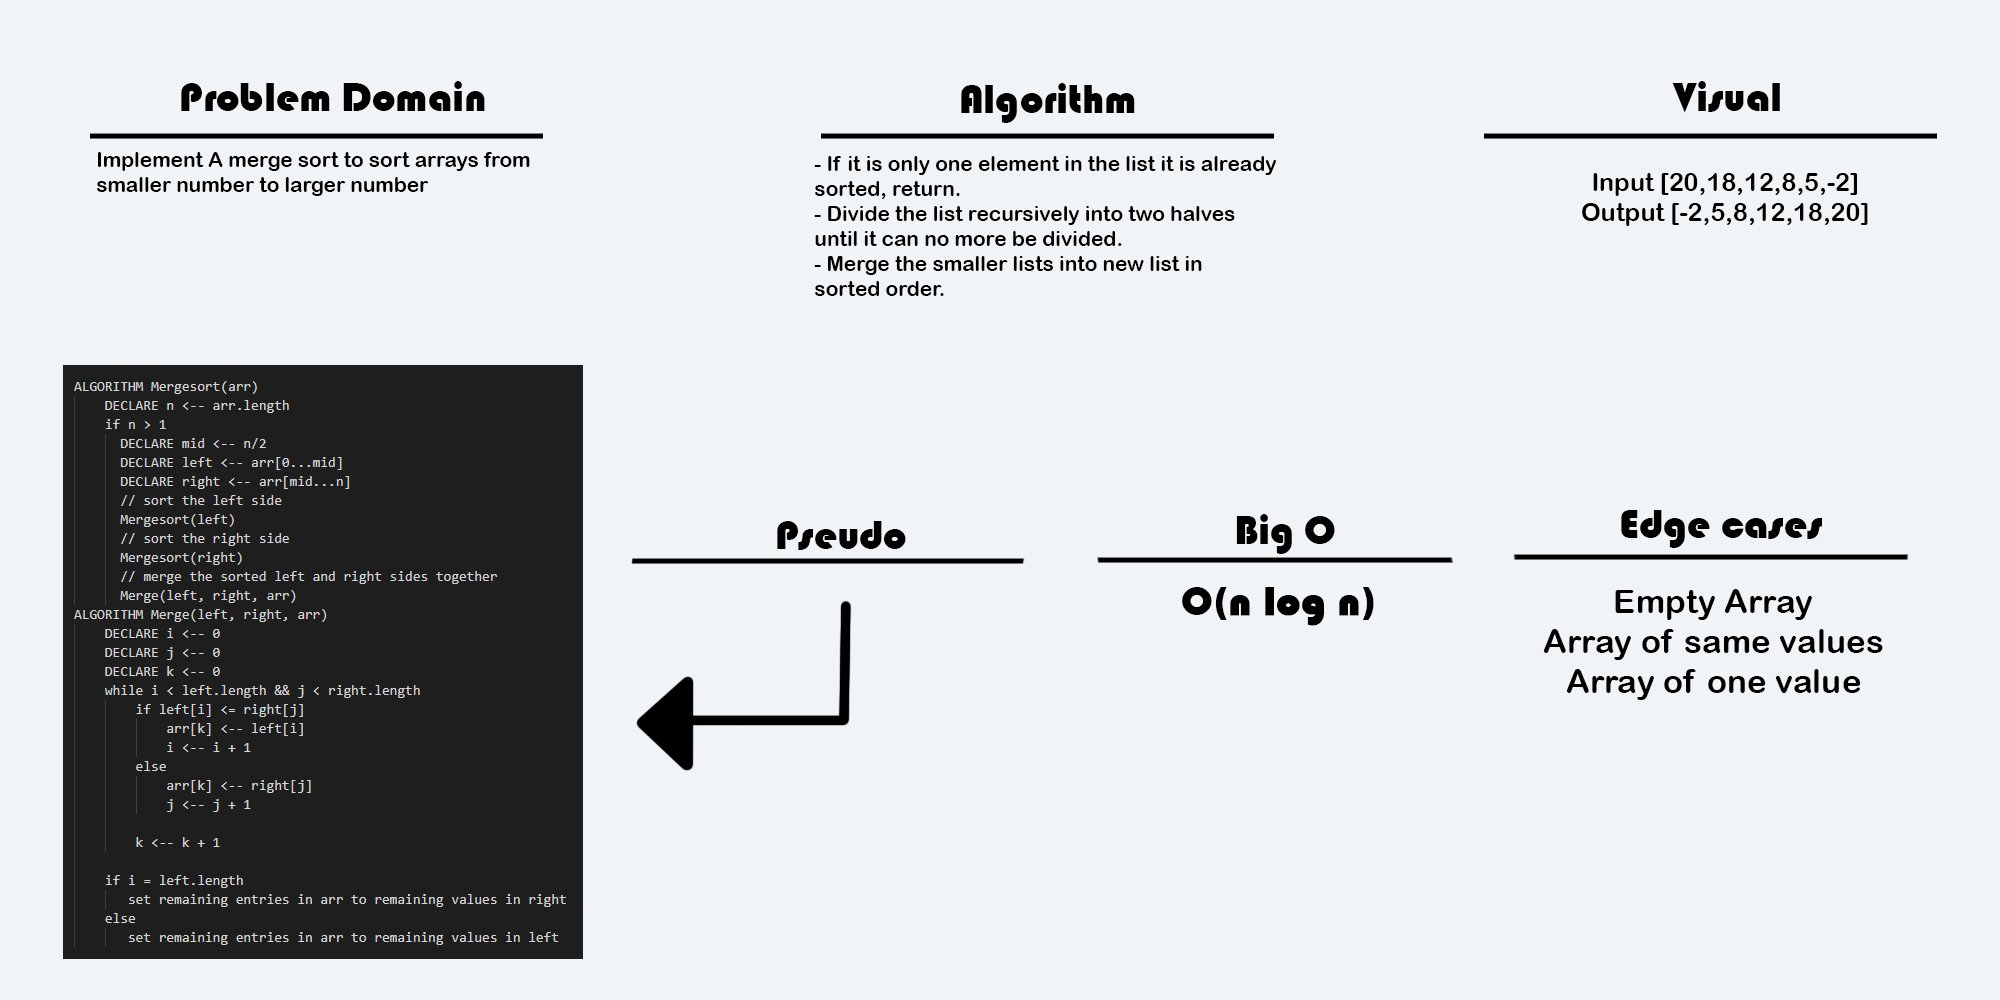 Problem Domain
Implement A merge sort to sort arrays from
smaller number to larger number
Algorithm
- If it is only one element in the list it is already
sorted, return.
- Divide the list recursively into two halves
until it can no more be divided.
- Merge the smaller lists into new list in
sorted order.
Visual
Input [20,18,12,8,5,-2]
Output [-2,5,8,12,18,20]
ALGORITHM Mergesort(arr)
    DECLARE n <-- arr.length
    if n > 1
      DECLARE mid <-- n/2
      DECLARE left <-- arr[0...mid]
      DECLARE right <-- arr[mid...n]
      // sort the left side
      Mergesort(left)
      // sort the right side
      Mergesort(right)
      // merge the sorted left and right sides together
      Merge(left, right, arr)
ALGORITHM Merge(left, right, arr)
    DECLARE i <-- 0
    DECLARE j <-- 0
    DECLARE k <-- 0
    while i < left.length && j < right.length
        if left[i] <= right[j]
            arr[k] <-- left[i]
            i <-- i + 1
        else
            arr[k] <-- right[j]
            j <-- j + 1
        k <-- k + 1
    if i = left.length
       set remaining entries in arr to remaining values in right
    else
       set remaining entries in arr to remaining values in left
Pseudo
Big O
O(n log n)
Edge cases
Empty Array
Array of same values
Array of one value